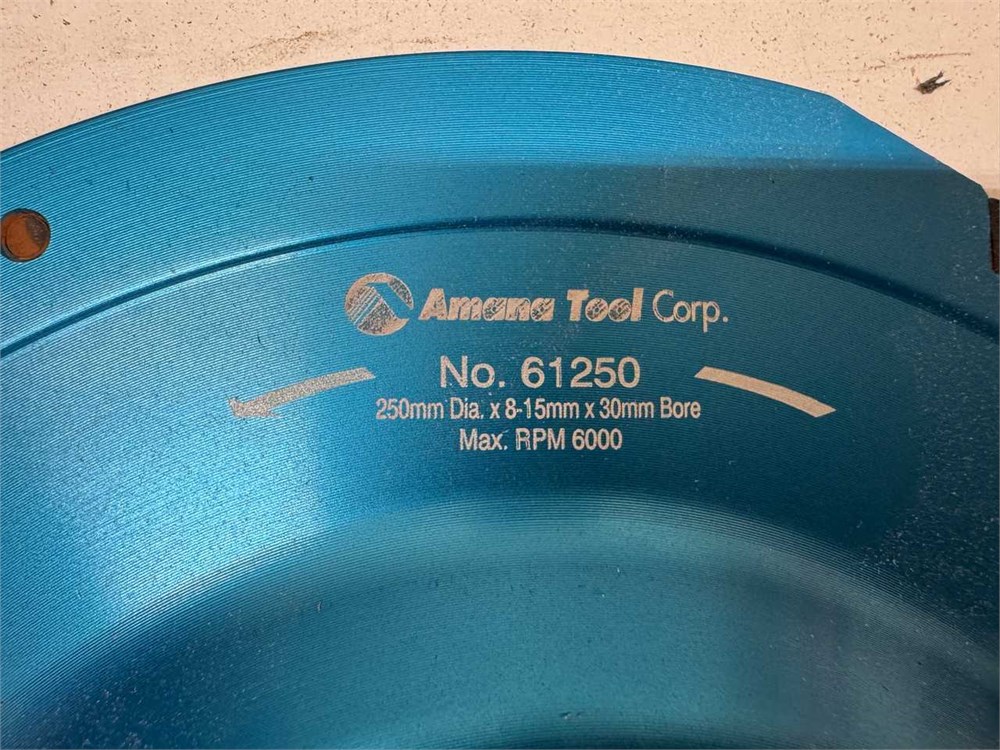 Amana Tool Corp.
No. 61250
250mm Dia. x 8-15mm x 30mm Bore
Max. RPM 6000